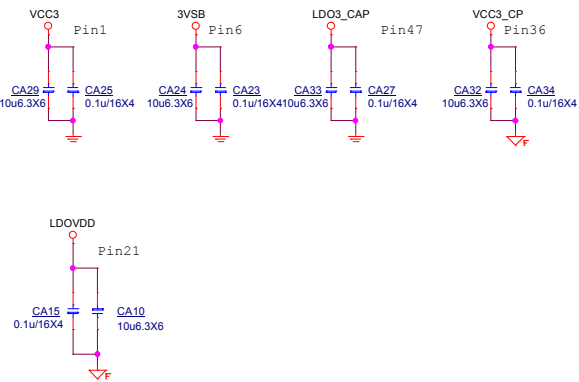 VCC3
Pin1
CA29
10u6.3X6
CA25
0.1u/16X4
3VSB
Pin6
CA24
10u6.3X6
CA23
0.1u/16X4
LDO3_CAP
Pin47
CA33
10u6.3X6
CA27
0.1u/16X4
VCC3_CP
Pin36
CA32
10u6.3X6
CA34
0.1u/16X4
F
LDOVDD
Pin21
CA15
0.1u/16X4
CA10
10u6.3X6
F